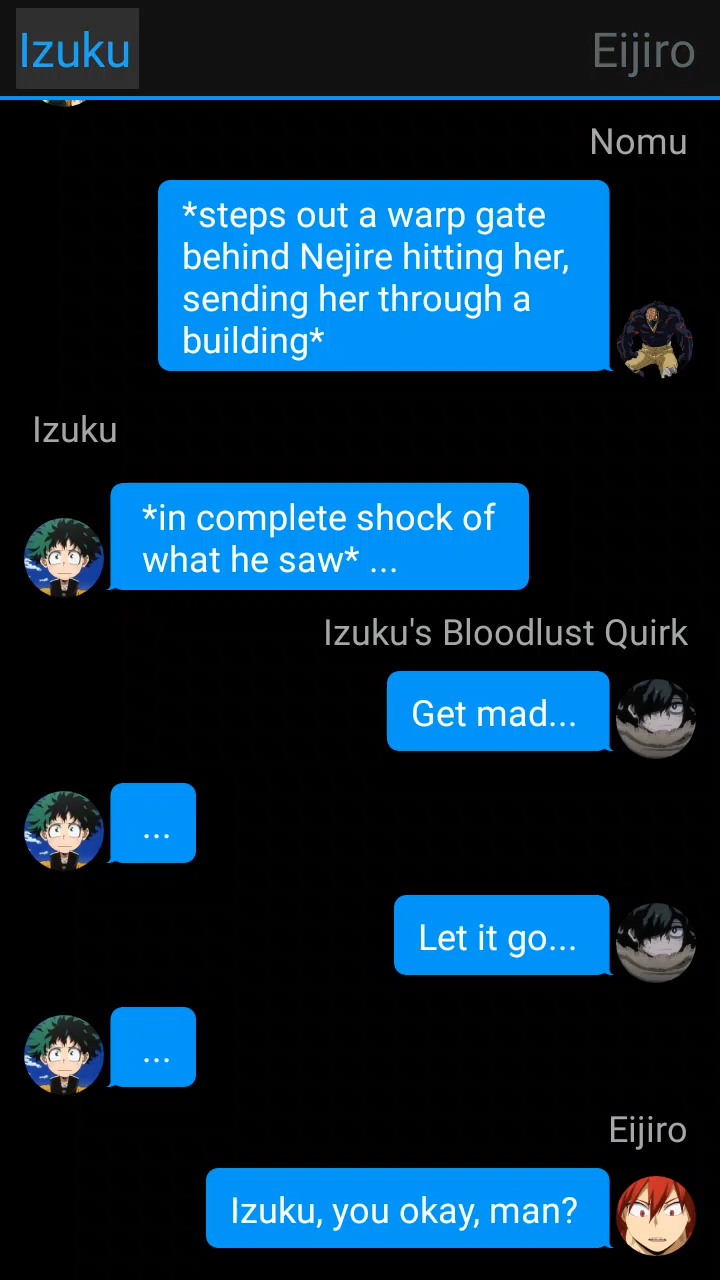 Izuku
Eijiro
Nomu
*steps out a warp gate
behind Nejire hitting her,
sending her through a
building*
Izuku
*in complete shock of
what he saw* ...
Izuku's Bloodlust Quirk
Get mad...
...
Let it go...
...
Eijiro
Izuku, you okay, man?